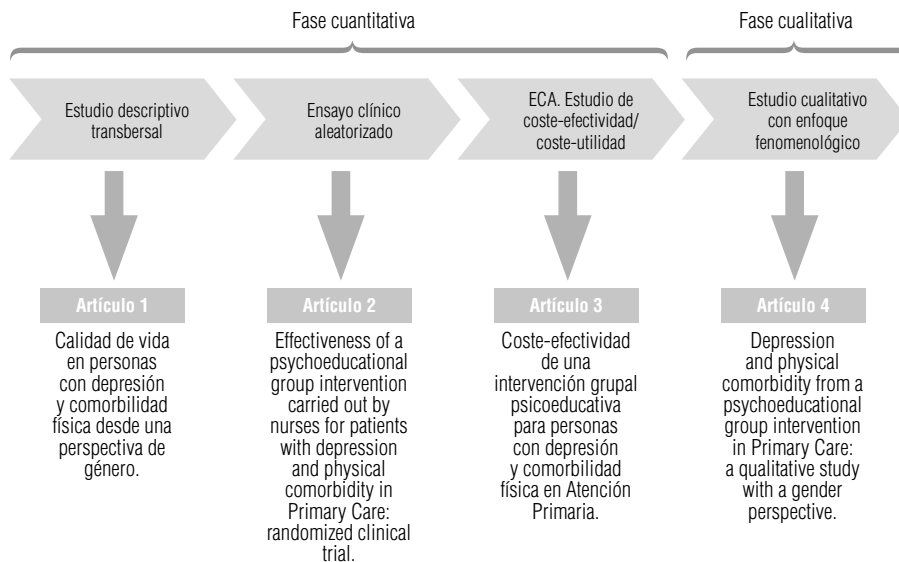 Fase cuantitativa
Fase cualitativa
Estudio descriptivo
transbersal
Ensayo clínico
aleatorizado
ECA. Estudio de
coste-efectividad/
coste-utilidad
Estudio cualitativo
con enfoque
fenomenológico
Artículo 1
Calidad de vida
en personas
con depresión
y comorbilidad
física desde una
perspectiva de
género.
Artículo 2
Effectiveness of a
psychoeducational
group intervention
carried out by
nurses for patients
with depression
and physical
comorbidity in
Primary Care:
randomized clinical
trial.
Artículo 3
Coste-efectividad
de una
intervención grupal
psicoeducativa
para personas
con depresión
y comorbilidad
física en Atención
Primaria.
Artículo 4
Depression
and physical
comorbidity from a
psychoeducational
group intervention
in Primary Care:
a qualitative study
with a gender
perspective.